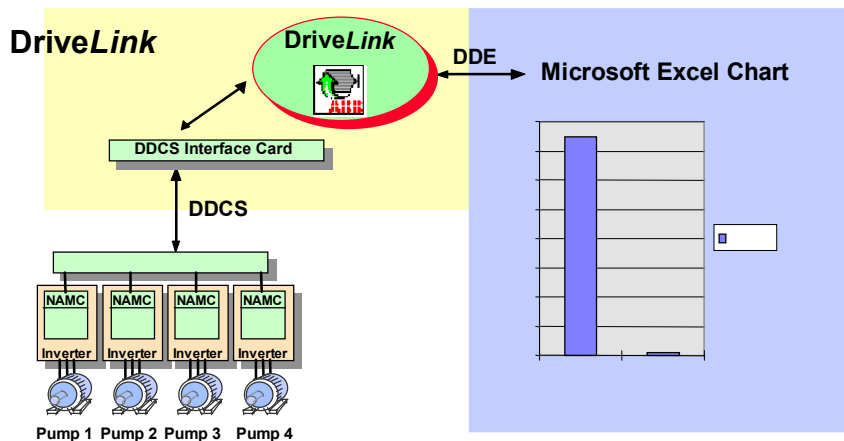 DriveLink
DriveLink
ABB
DDE
Microsoft Excel Chart
DDCS Interface Card
DDCS
NAMC NAMC NAMC NAMC
Inverter Inverter Inverter Inverter
Pump 1 Pump 2 Pump 3 Pump 4